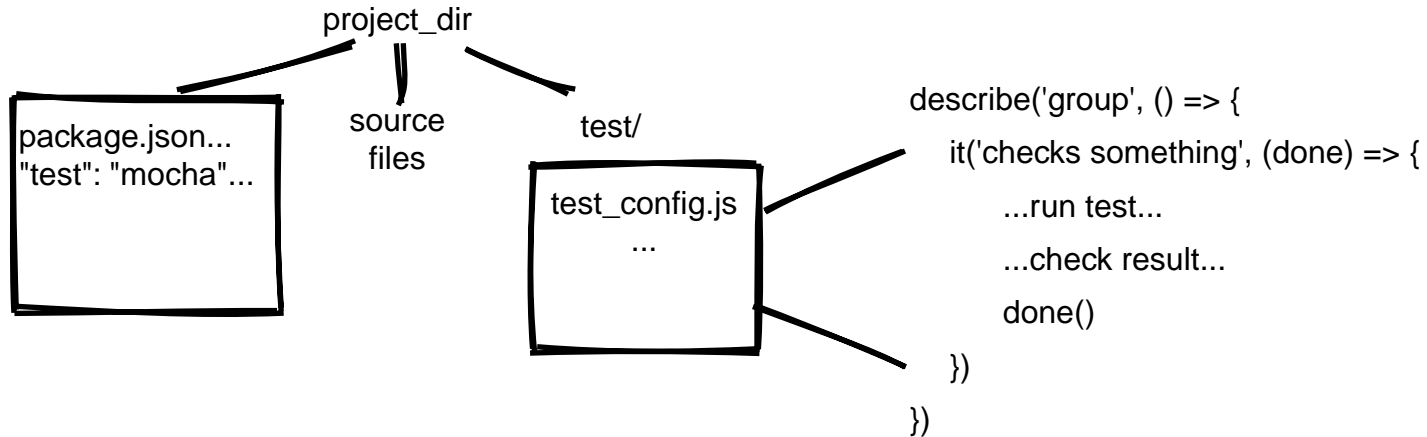 project_dir
package.json...
"test": "mocha"...
source
files
test/
test_config.js
...
describe('group', () => {
it('checks something', (done) => {
...run test...
...check result...
done()
})
})